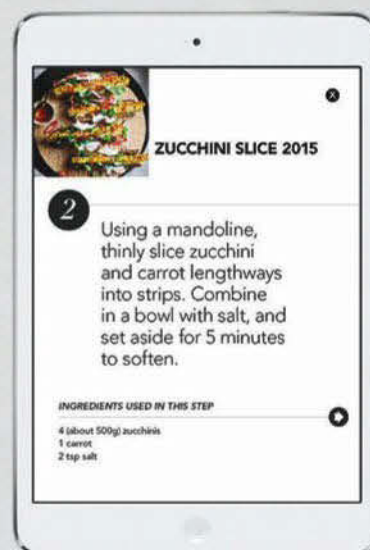 X
ZUCCHINI SLICE 2015
2
Using a mandoline,
thinly slice zucchini
and carrot lengthways
into strips. Combine
in a bowl with salt, and
set aside for 5 minutes
to soften.
INGREDIENTS USED IN THIS STEP
4 (about 500g) zucchinis
1 carrot
2 tsp salt